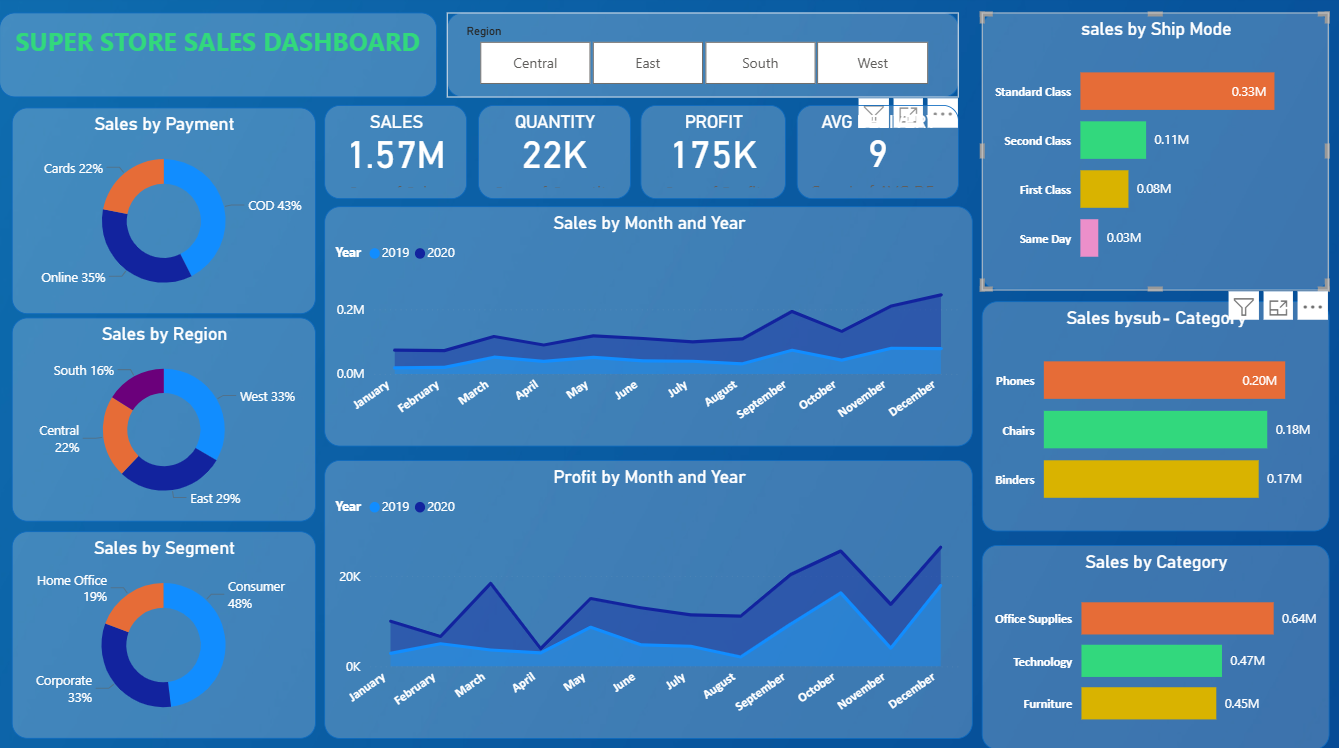 SUPER STORE SALES DASHBOARD
Region
Central
East
South
West
Sales by Payment
Cards 22%
COD 43%
Online 35%
Sales by Region
South 16%
West 33%
Central
22%
East 29%
Sales by Segment
Home Office
19%
Consumer
48%
Corporate
33%
SALES
1.57M
QUANTITY
22K
PROFIT
175K
AVG
9
Sales by Month and Year
Year
2019
2020
0.2M
0.0M
January
February
March
April
May
June
July
August
September
October
November
December
Profit by Month and Year
Year
2019
2020
20K
0K
January
February
March
April
May
June
July
August
September
October
November
December
sales by Ship Mode
Standard Class
0.33M
Second Class
0.11M
First Class
0.08M
Same Day
0.03M
Sales bysub- Category
Phones
0.20M
Chairs
0.18M
Binders
0.17M
Sales by Category
Office Supplies
0.64M
Technology
0.47M
Furniture
0.45M